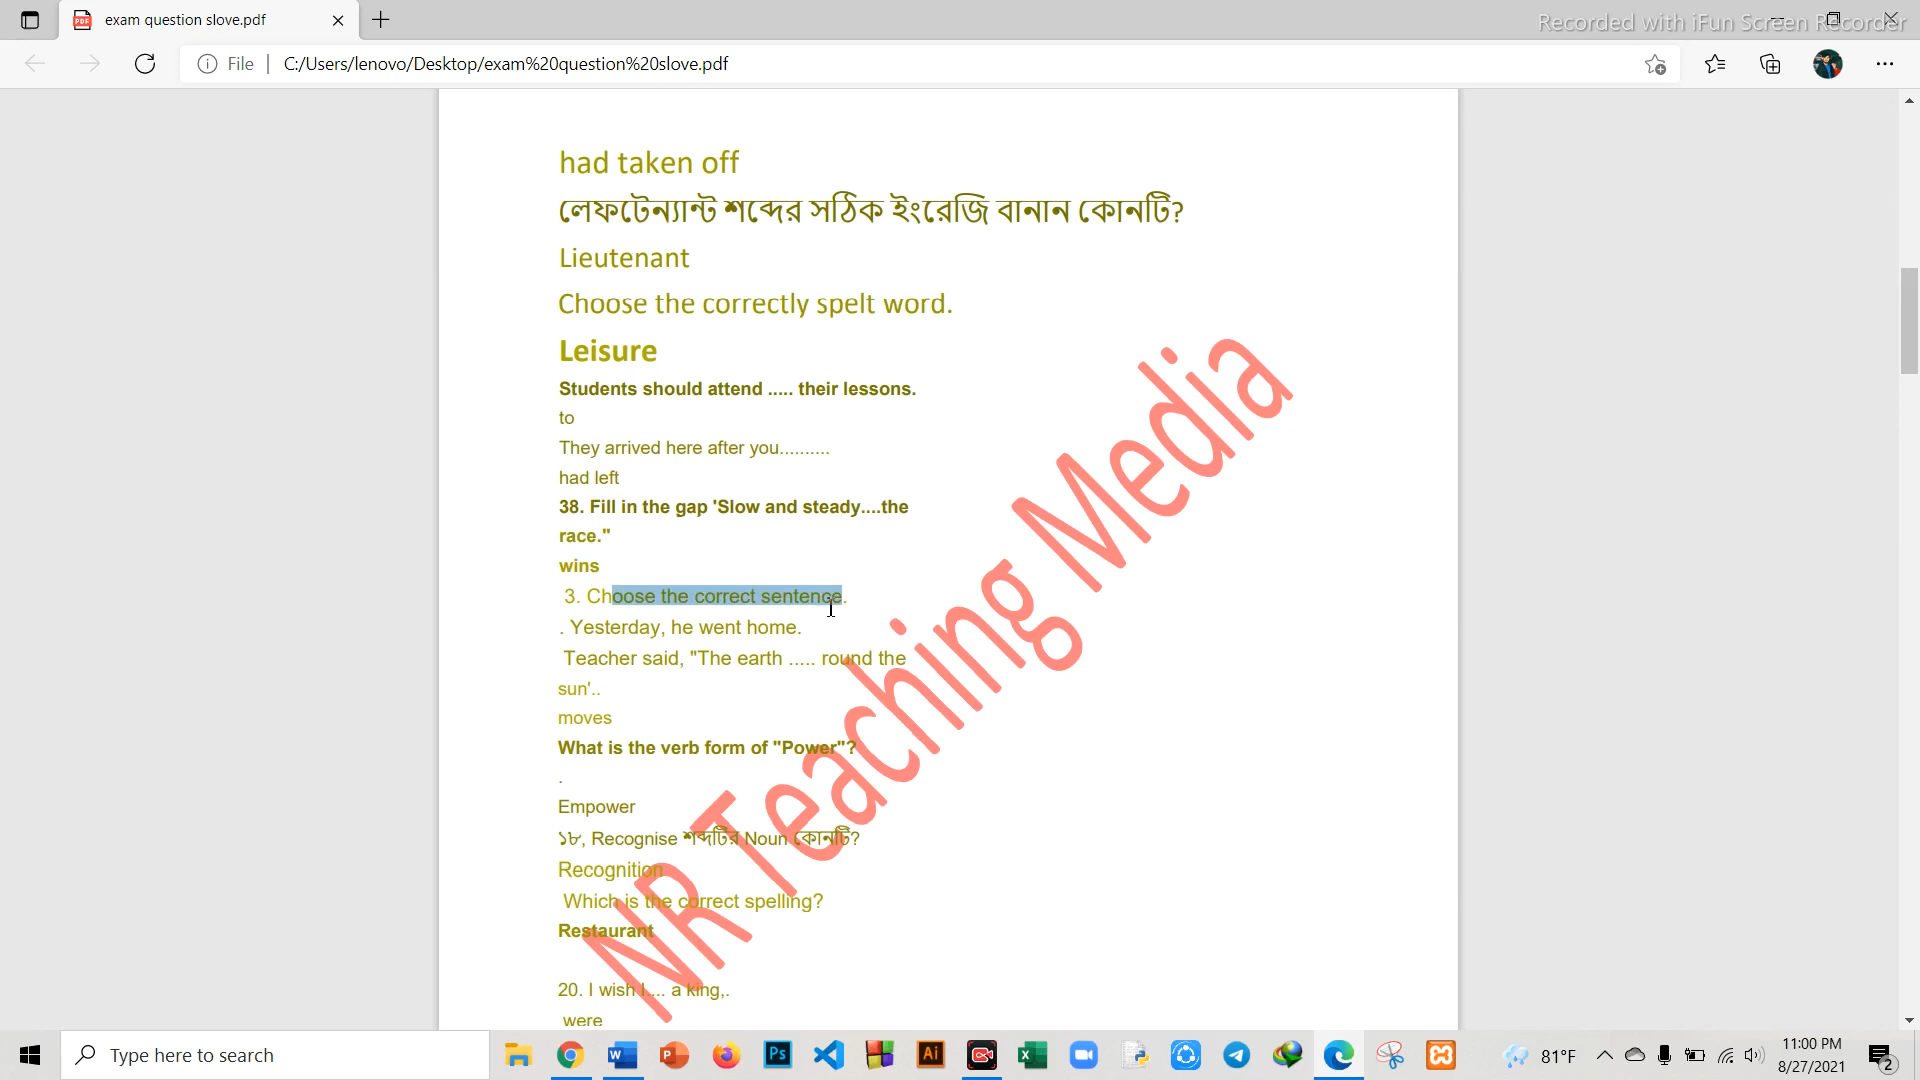 exam question slove.pdf
Recorded with iFun Screen Recorder
File
C:/Users/lenovo/Desktop/exam%20question%20slove.pdf
had taken off
লেফটেন্যান্ট শব্দের সঠিক ইংরেজি বানান কোনটি?
Lieutenant
Choose the correctly spelt word.
Leisure
Students should attend ..... their lessons.
to
They arrived here after you..........
had left
38. Fill in the gap 'Slow and steady....the
race."
wins
3. Choose the correct sentence.
. Yesterday, he went home.
Teacher said, "The earth ..... round the
sun'..
moves
What is the verb form of "Power"?
.
Empower
১৮, Recognise শব্দটির Noun কোনটি?
Recognition
Which is the correct spelling?
Restaurant
20. I wish I.... a king,.
were
NR Teaching Media
Type here to search
81°F
11:00 PM
8/27/2021
2